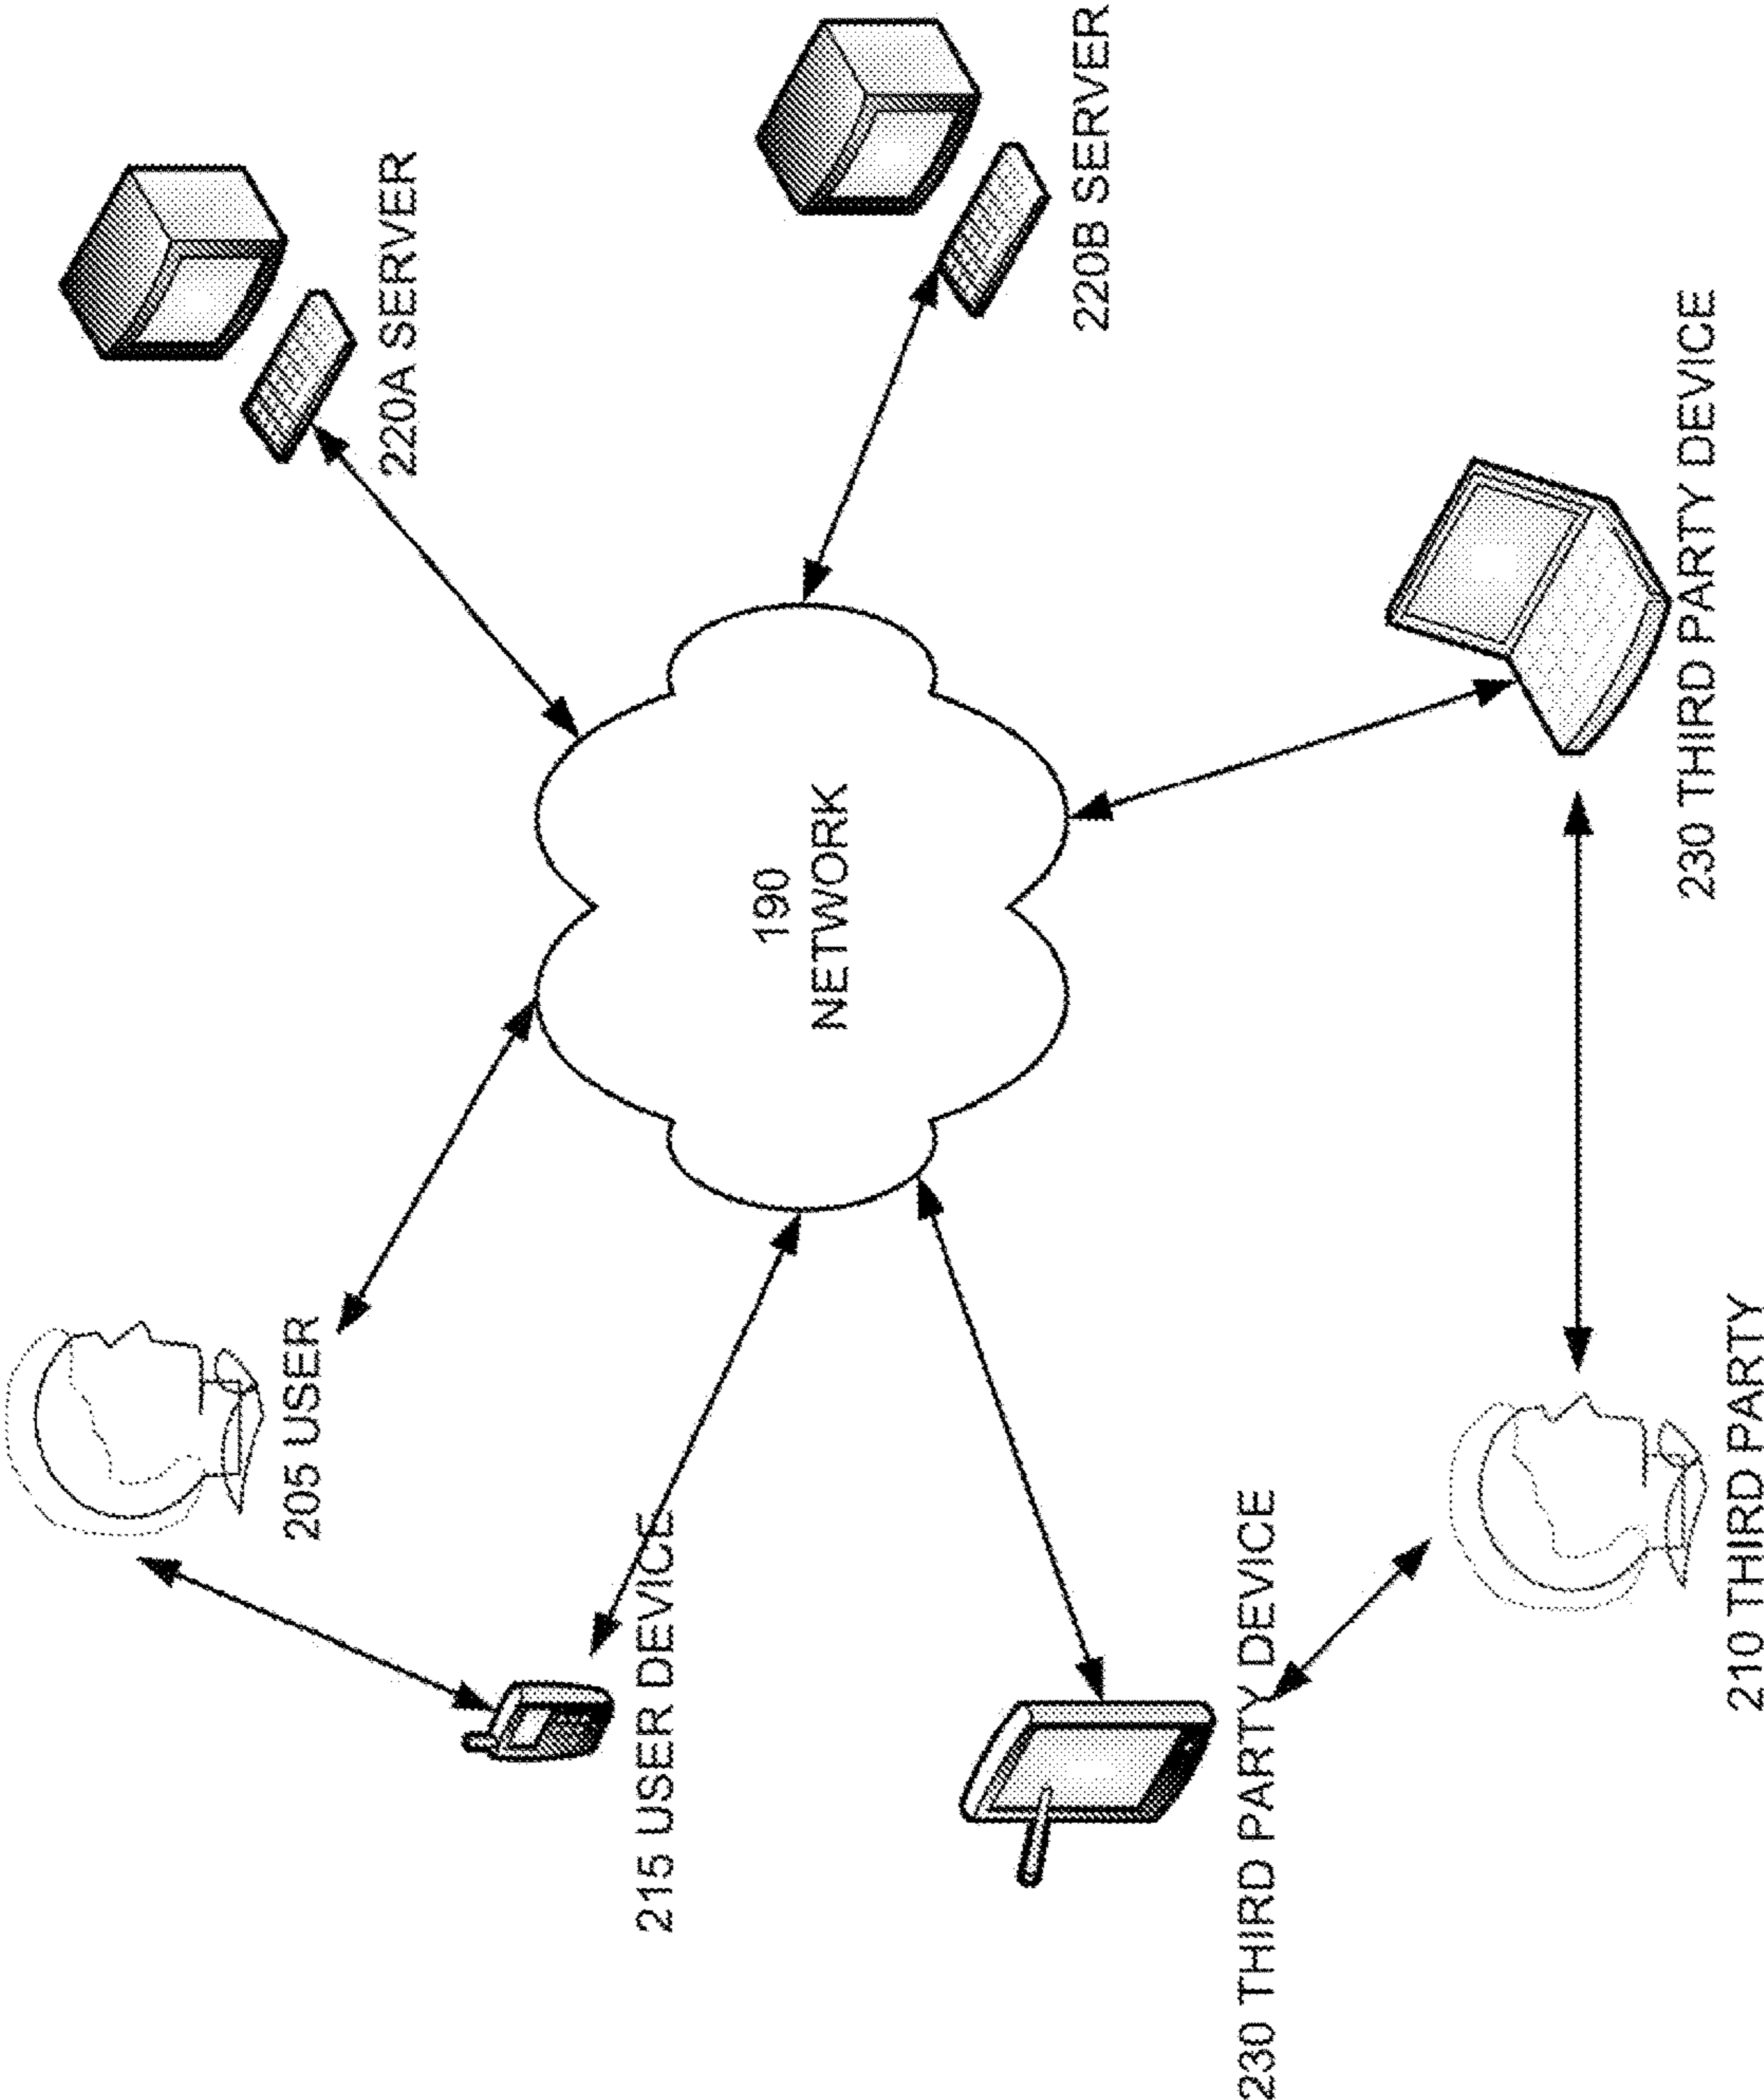 205 USER
220A SERVER
215 USER DEVICE
190
NETWORK
220B SERVER
230 THIRD PARTY DEVICE
230 THIRD PARTY DEVICE
210 THIRD PARTY